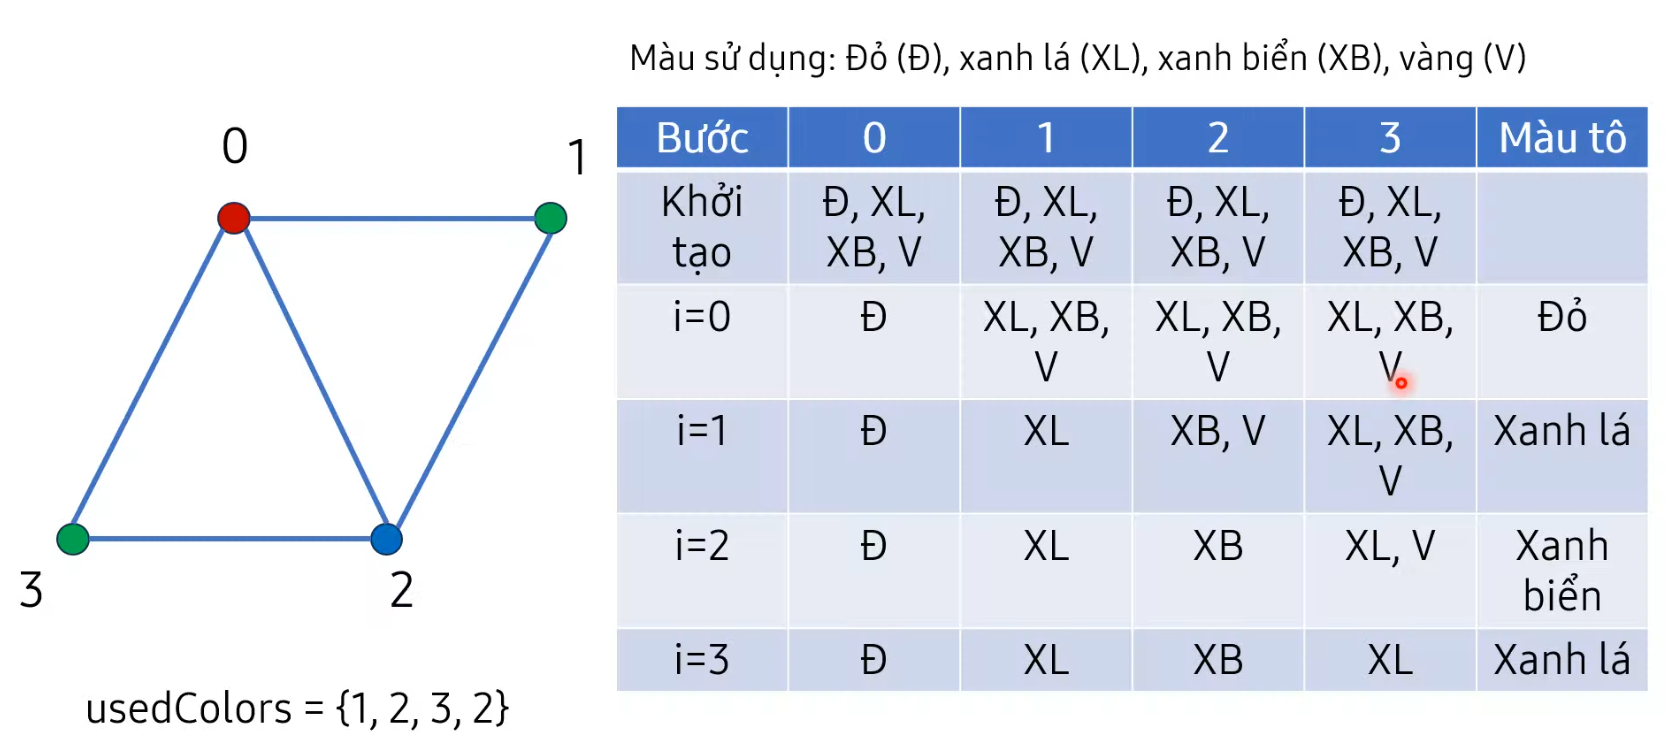 Màu sử dụng: Đỏ (Đ), xanh lá (XL), xanh biển (XB), vàng (V)
0
1
3
2
usedColors = {1, 2, 3, 2}
Bước 0 1 2 3 Màu tô
Khởi tạo Đ, XL, XB, V Đ, XL, XB, V Đ, XL, XB, V Đ, XL, XB, V
i=0 Đ XL, XB, V XL, XB, V XL, XB, V Đỏ
i=1 Đ XL XB, V XL, XB, V Xanh lá
i=2 Đ XL XB XL, V Xanh biển
i=3 Đ XL XB XL Xanh lá